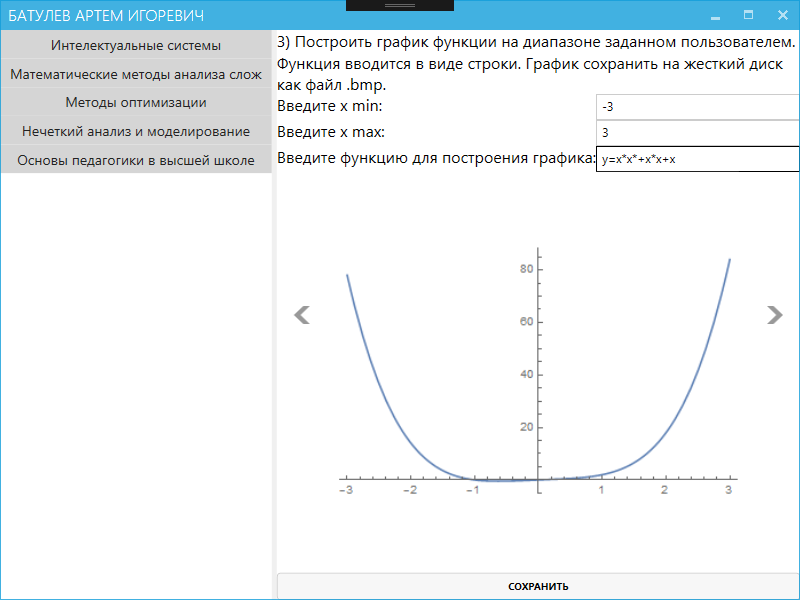 БАТУЛЕВ АРТЕМ ИГОРЕВИЧ
Интелектуальные системы
Математические методы анализа слож
Методы оптимизации
Нечеткий анализ и моделирование
Основы педагогики в высшей школе
3) Построить график функции на диапазоне заданном пользователем.
Функция вводится в виде строки. График сохранить на жесткий диск
как файл .bmp.
Введите x min:
-3
Введите x max:
3
Введите функцию для построения графика:
y=x*x*+x*x+x
80
60
40
20
-3 -2 -1 1 2 3
СОХРАНИТЬ